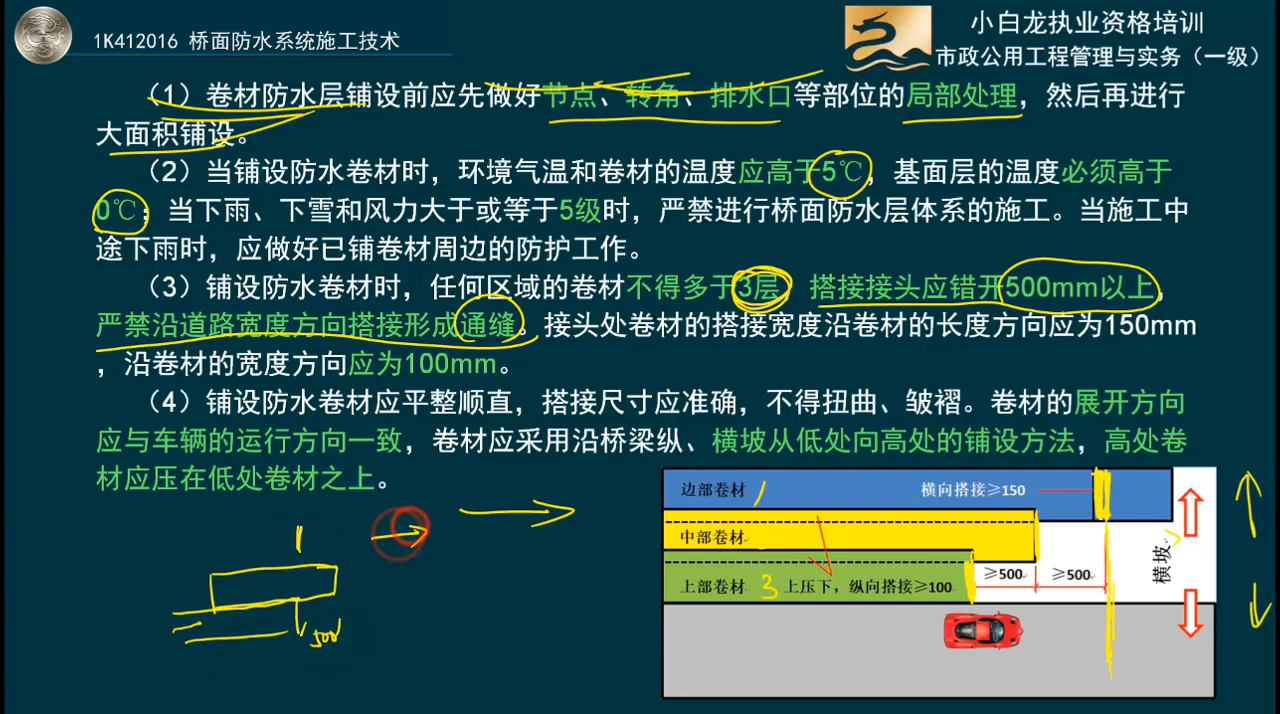 1K412016 桥面防水系统施工技术
小白龙执业资格培训
市政公用工程管理与实务（一级）
（1）卷材防水层铺设前应先做好节点、转角、排水口等部位的局部处理，然后再进行
大面积铺设。
（2）当铺设防水卷材时，环境气温和卷材的温度应高于5℃，基面层的温度必须高于
0℃；当下雨、下雪和风力大于或等于5级时，严禁进行桥面防水层体系的施工。当施工中
途下雨时，应做好已铺卷材周边的防护工作。
（3）铺设防水卷材时，任何区域的卷材不得多于3层，搭接接头应错开500mm以上，
严禁沿道路宽度方向搭接形成通缝。接头处卷材的搭接宽度沿卷材的长度方向应为150mm
，沿卷材的宽度方向应为100mm。
（4）铺设防水卷材应平整顺直，搭接尺寸应准确，不得扭曲、皱褶。卷材的展开方向
应与车辆的运行方向一致，卷材应采用沿桥梁纵、横坡从低处向高处的铺设方法，高处卷
材应压在低处卷材之上。
边部卷材
横向搭接≥150
中部卷材
上部卷材 3 上压下，纵向搭接≥100
≥500 ≥500
横坡
500